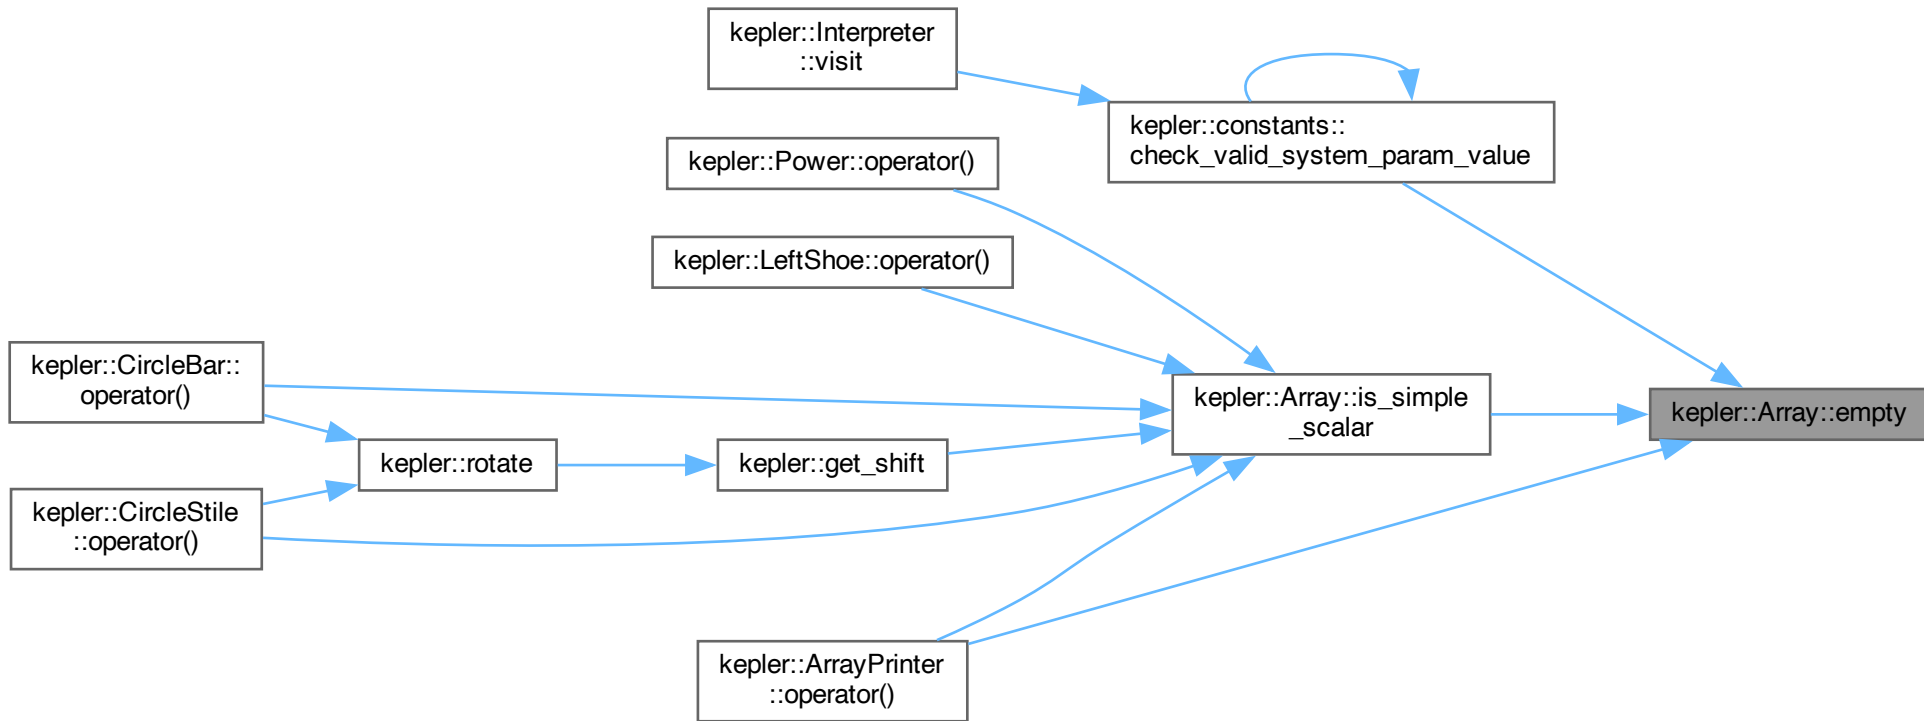 kepler::Interpreter
::visit
kepler::constants::
check_valid_system_param_value
kepler::Power::operator()
kepler::LeftShoe::operator()
kepler::CircleBar::
operator()
kepler::Array::is_simple
_scalar
kepler::Array::empty
kepler::rotate
kepler::get_shift
kepler::CircleStile
::operator()
kepler::ArrayPrinter
::operator()